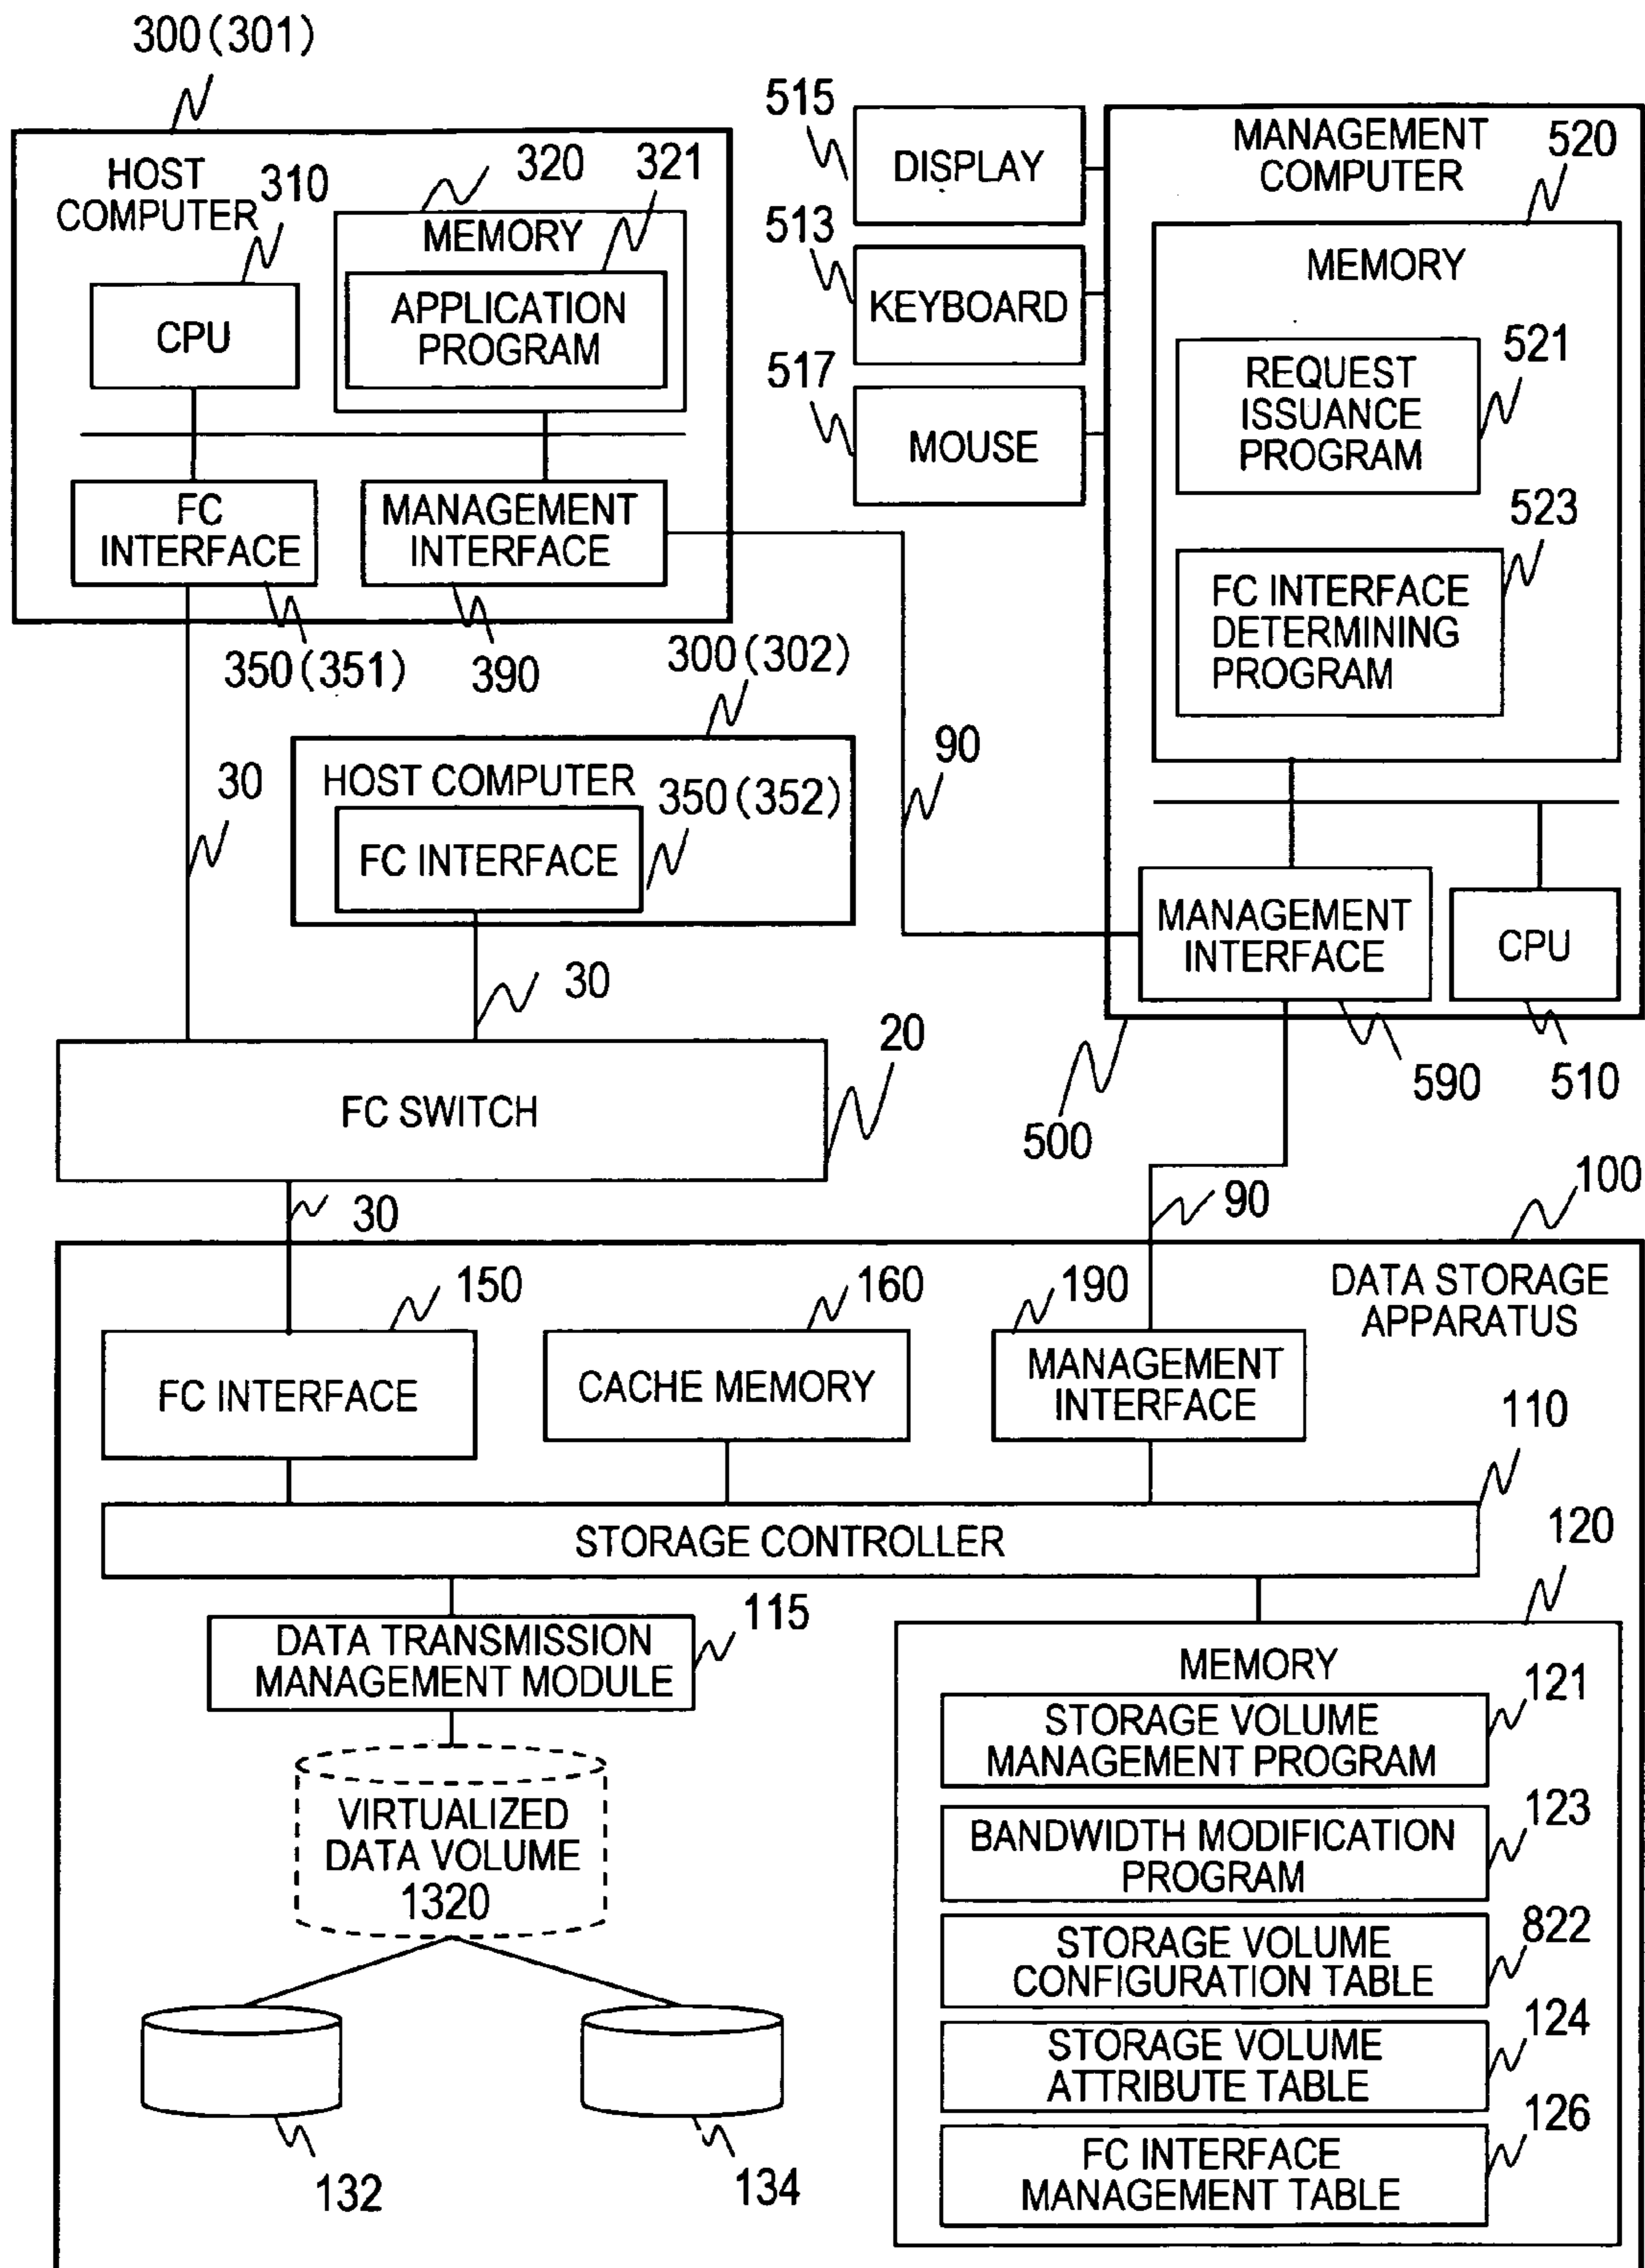 300(301)
HOST
COMPUTER
310
320
321
MEMORY
CPU
APPLICATION
PROGRAM
FC
INTERFACE
MANAGEMENT
INTERFACE
350(351)
390
515
DISPLAY
513
KEYBOARD
517
MOUSE
MANAGEMENT
COMPUTER
520
MEMORY
521
REQUEST
ISSUANCE
PROGRAM
523
FC INTERFACE
DETERMINING
PROGRAM
300(302)
HOST COMPUTER
350(352)
FC INTERFACE
30
90
30
MANAGEMENT
INTERFACE
CPU
590
510
500
20
FC SWITCH
30
90
100
DATA STORAGE
APPARATUS
150
FC INTERFACE
160
CACHE MEMORY
190
MANAGEMENT
INTERFACE
110
STORAGE CONTROLLER
120
115
DATA TRANSMISSION
MANAGEMENT MODULE
VIRTUALIZED
DATA VOLUME
1320
132
134
MEMORY
121
STORAGE VOLUME
MANAGEMENT PROGRAM
123
BANDWIDTH MODIFICATION
PROGRAM
822
STORAGE VOLUME
CONFIGURATION TABLE
124
STORAGE VOLUME
ATTRIBUTE TABLE
126
FC INTERFACE
MANAGEMENT TABLE